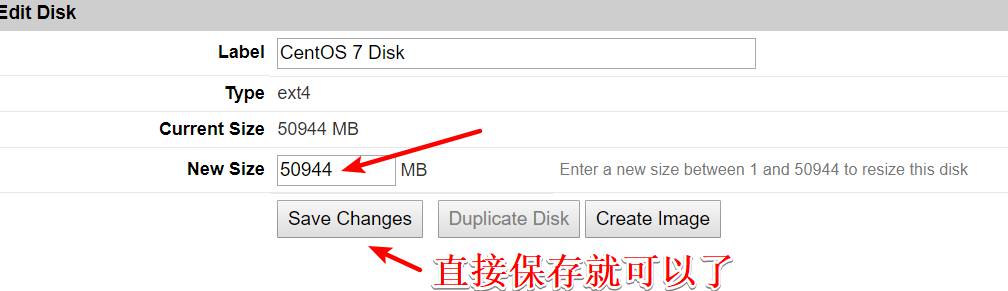 Edit Disk
Label CentOS 7 Disk
Type ext4
Current Size 50944 MB
New Size 50944 MB Enter a new size between 1 and 50944 to resize this disk
Save Changes Duplicate Disk Create Image
直接保存就可以了